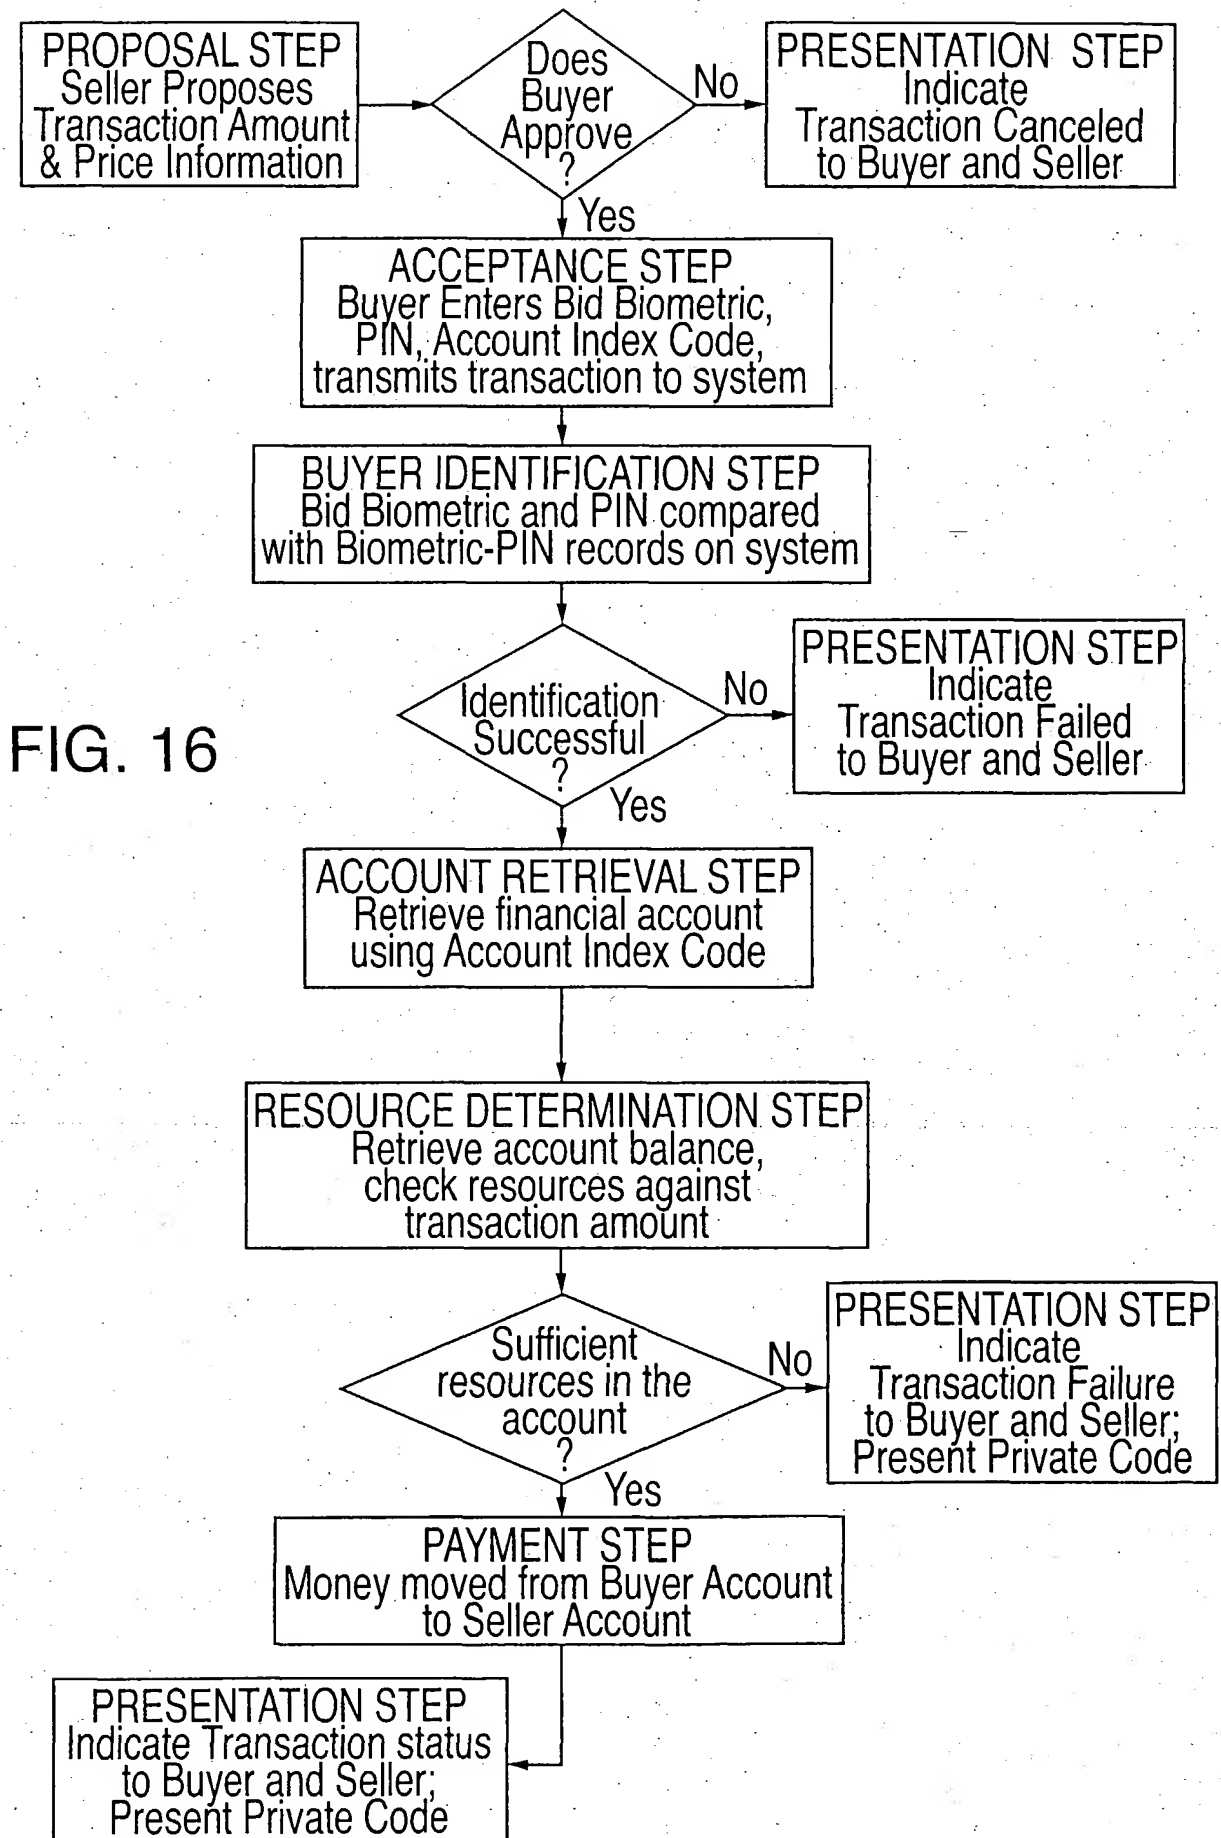 PROPOSAL STEP
Seller Proposes
Transaction Amount
& Price Information
Does
Buyer
Approve
?
No
PRESENTATION STEP
Indicate
Transaction Canceled
to Buyer and Seller
Yes
ACCEPTANCE STEP
Buyer Enters Bid Biometric,
PIN, Account Index Code,
transmits transaction to system
BUYER IDENTIFICATION STEP
Bid Biometric and PIN compared
with Biometric-PIN records on system
Identification
Successful
?
No
PRESENTATION STEP
Indicate
Transaction Failed
to Buyer and Seller
FIG. 16
Yes
ACCOUNT RETRIEVAL STEP
Retrieve financial account
using Account Index Code
RESOURCE DETERMINATION STEP
Retrieve account balance,
check resources against
transaction amount
Sufficient
resources in the
account
?
No
PRESENTATION STEP
Indicate
Transaction Failure
to Buyer and Seller;
Present Private Code
Yes
PAYMENT STEP
Money moved from Buyer Account
to Seller Account
PRESENTATION STEP
Indicate Transaction status
to Buyer and Seller;
Present Private Code